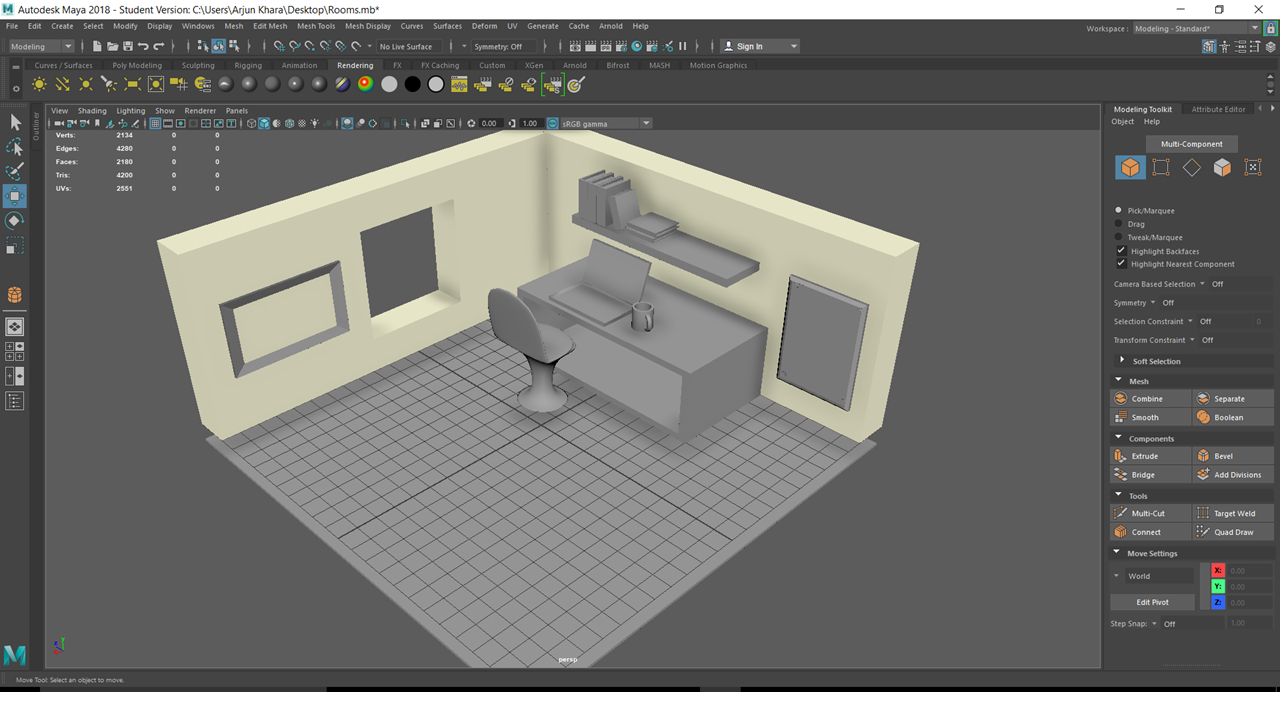 Autodesk Maya 2018 - Student Version: C:\Users\Arjun Khara\Desktop\Rooms.mb*
File Edit Create Select Modify Display Windows Mesh Edit Mesh Mesh Tools Mesh Display Curves Surfaces Deform UV Generate Cache Arnold Help
Workspace : Modeling - Standard*
Modeling No Live Surface Symmetry: Off Sign In
Curves / Surfaces Poly Modeling Sculpting Rigging Animation Rendering FX FX Caching Custom XGen Arnold Bifrost MASH Motion Graphics
View Shading Lighting Show Renderer Panels
0.00 1.00 sRGB gamma
Outliner
Verts: 2134 0 0
Edges: 4280 0 0
Faces: 2180 0 0
Tris: 4200 0 0
UVs: 2551 0 0
persp
Modeling Toolkit Attribute Editor
Object Help
Multi-Component
Pick/Marquee
Drag
Tweak/Marquee
Highlight Backfaces
Highlight Nearest Component
Camera Based Selection Off
Symmetry Off
Selection Constraint Off 0
Transform Constraint Off
Soft Selection
Mesh
Combine Separate
Smooth Boolean
Components
Extrude Bevel
Bridge Add Divisions
Tools
Multi-Cut Target Weld
Connect Quad Draw
Move Settings
World
X: 0.00
Y: 0.00
Z: 0.00
Edit Pivot
Step Snap: Off 1.00
Move Tool: Select an object to move.